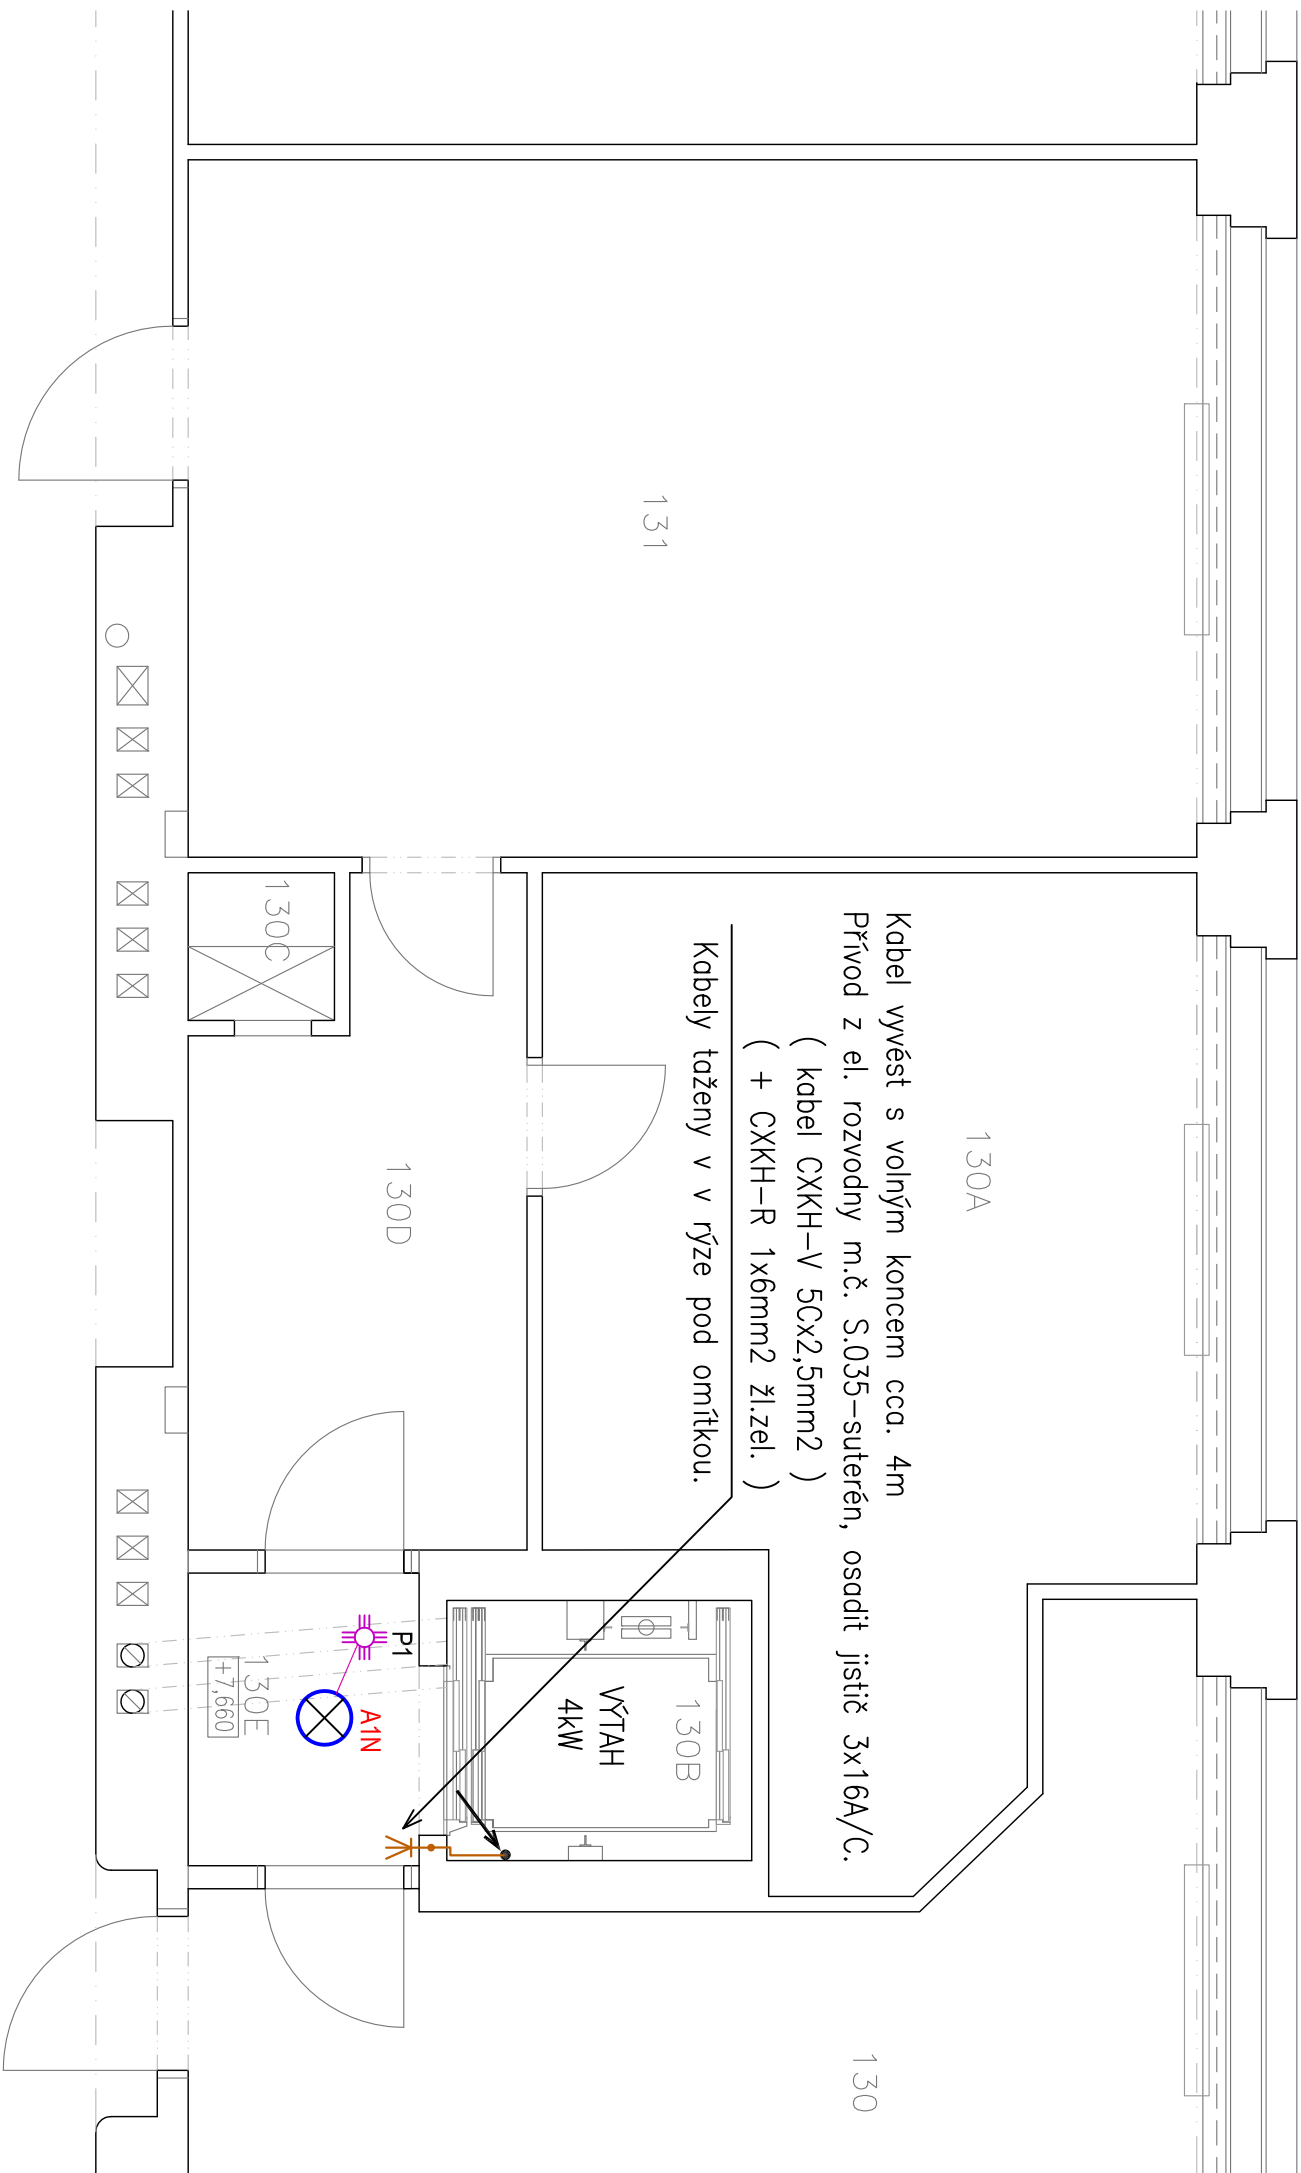 131
130C
130D
130A
Kabel vyvést s volným koncem cca. 4m
Přívod z el. rozvodny m.č. S.035-suterén, osadit jistič 3x16A/C.
( kabel CXKH-V 5Cx2,5mm2 )
( + CXKH-R 1x6mm2 žl.zel. )
Kabely taženy v v rýze pod omítkou.
130B
VÝTAH
4kW
P1
A1N
130E
+7,660
130